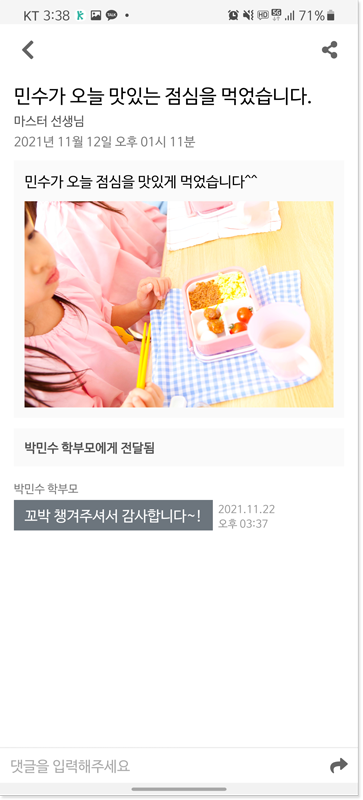 KT 3:38
71%
민수가 오늘 맛있는 점심을 먹었습니다.
마스터 선생님
2021년 11월 12일 오후 01시 11분
민수가 오늘 점심을 맛있게 먹었습니다^^
박민수 학부모에게 전달됨
박민수 학부모
꼬박 챙겨주셔서 감사합니다~!
2021.11.22
오후 03:37
댓글을 입력해주세요